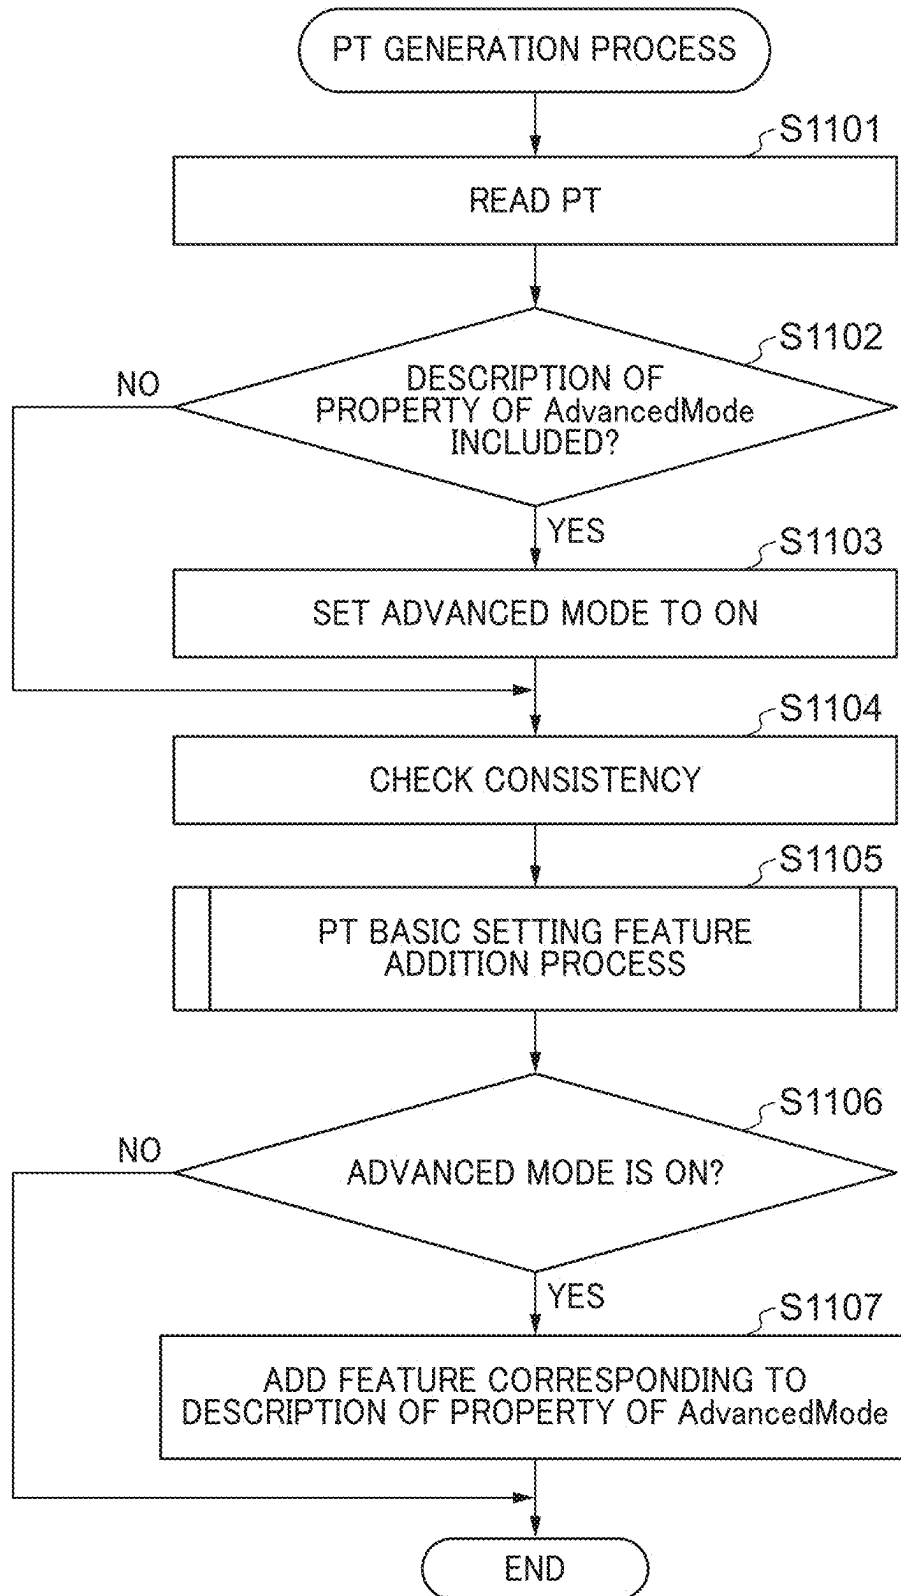 PT GENERATION PROCESS
S1101
READ PT
S1102
NO
DESCRIPTION OF
PROPERTY OF AdvancedMode
INCLUDED?
YES
S1103
SET ADVANCED MODE TO ON
S1104
CHECK CONSISTENCY
S1105
PT BASIC SETTING FEATURE
ADDITION PROCESS
S1106
NO
ADVANCED MODE IS ON?
YES
S1107
ADD FEATURE CORRESPONDING TO
DESCRIPTION OF PROPERTY OF AdvancedMode
END